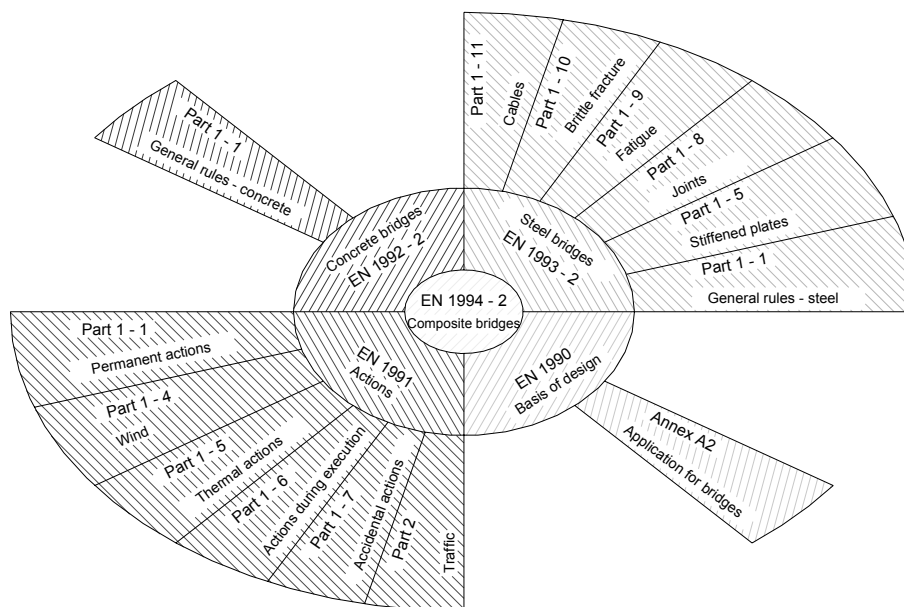 Part 1 - 11
Cables
Part 1 - 10
Brittle fracture
Part 1 - 9
Fatigue
Part 1 - 8
Joints
Part 1 - 5
Stiffened plates
Part 1 - 1
General rules - steel
Part 1 - 1
General rules - concrete
Concrete bridges
EN 1992 - 2
Steel bridges
EN 1993 - 2
EN 1994 - 2
Composite bridges
EN 1991
Actions
EN 1990
Basis of design
Part 1 - 1
Permanent actions
Part 1 - 4
Wind
Part 1 - 5
Thermal actions
Part 1 - 6
Actions during execution
Part 1 - 7
Accidental actions
Part 2
Traffic
Annex A2
Application for bridges